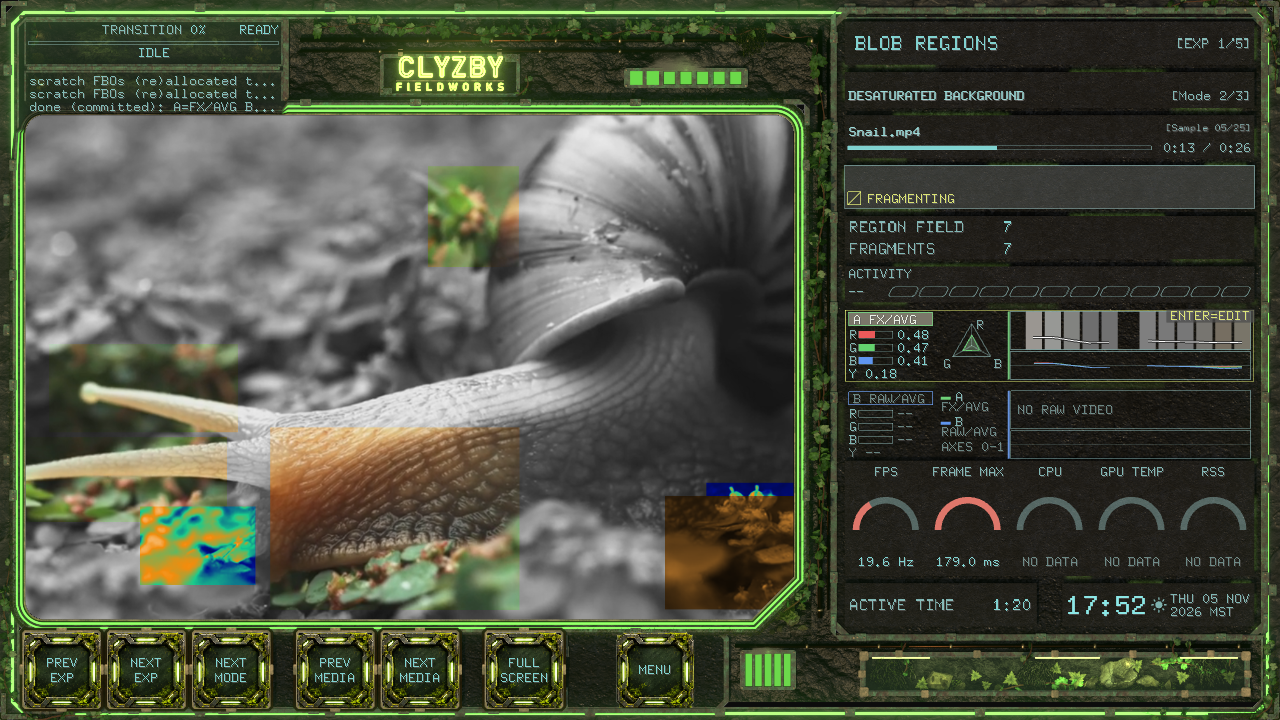 TRANSITION 0% READY
IDLE
scratch FBOs (re)allocated t...
scratch FBOs (re)allocated t...
done (committed): A=FX/AVG B...
CLYZBY
FIELDWORKS
BLOB REGIONS [EXP 1/5]
DESATURATED BACKGROUND [Mode 2/3]
Snail.mp4 [Sample 05/25]
0:13 / 0:26
FRAGMENTING
REGION FIELD 7
FRAGMENTS 7
ACTIVITY
--
A FX/AVG
R 0.48
G 0.47
B 0.41
Y 0.18
R
G B
ENTER=EDIT
B RAW/AVG
R --
G --
B --
Y --
A
FX/AVG
B
RAW/AVG
AXES 0-1
NO RAW VIDEO
FPS FRAME MAX CPU GPU TEMP RSS
19.6 Hz 179.0 ms NO DATA NO DATA NO DATA
ACTIVE TIME 1:20
17:52 THU 05 NOV
2026 MST
PREV
EXP
NEXT
EXP
NEXT
MODE
PREV
MEDIA
NEXT
MEDIA
FULL
SCREEN
MENU